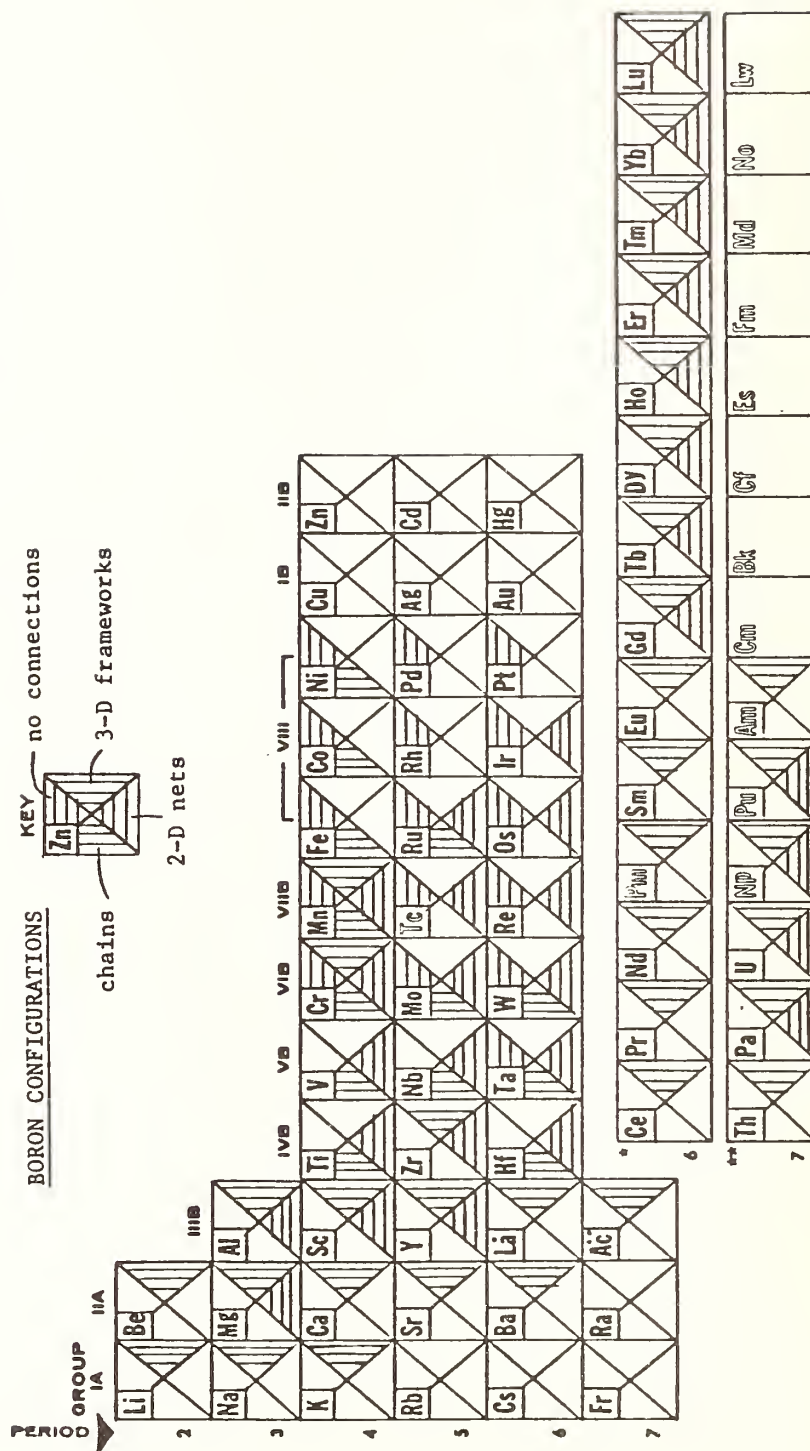 BORON CONFIGURATIONS
KEY
Zn
no connections
3-D frameworks
2-D nets
chains
PERIOD
GROUP
IA IIA IIIB IVB VB VIB VIIB VIII IB IIB
2 Li Be
3 Na Mg Al
4 K Ca Sc Ti V Cr Mn Fe Co Ni Cu Zn
5 Rb Sr Y Zr Nb Mo Tc Ru Rh Pd Ag Cd
6 Cs Ba La Hf Ta W Re Os Ir Pt Au Hg
7 Fr Ra Ac
* 6 Ce Pr Nd Pm Sm Eu Gd Tb Dy Ho Er Tm Yb Lu
** 7 Th Pa U Np Pu Am Cm Bk Cf Es Fm Md No Lw